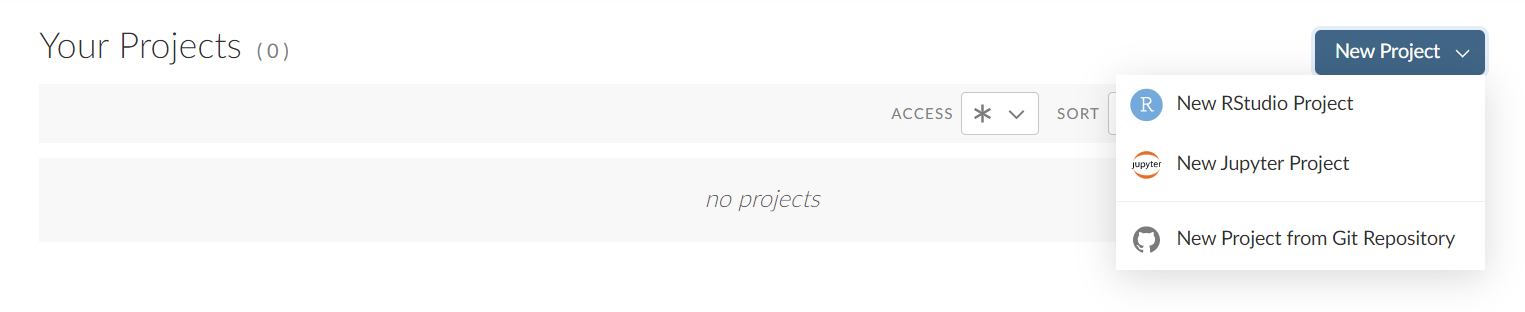 Your Projects (0)
New Project
ACCESS * SORT
R New RStudio Project
jupyter New Jupyter Project
no projects
New Project from Git Repository